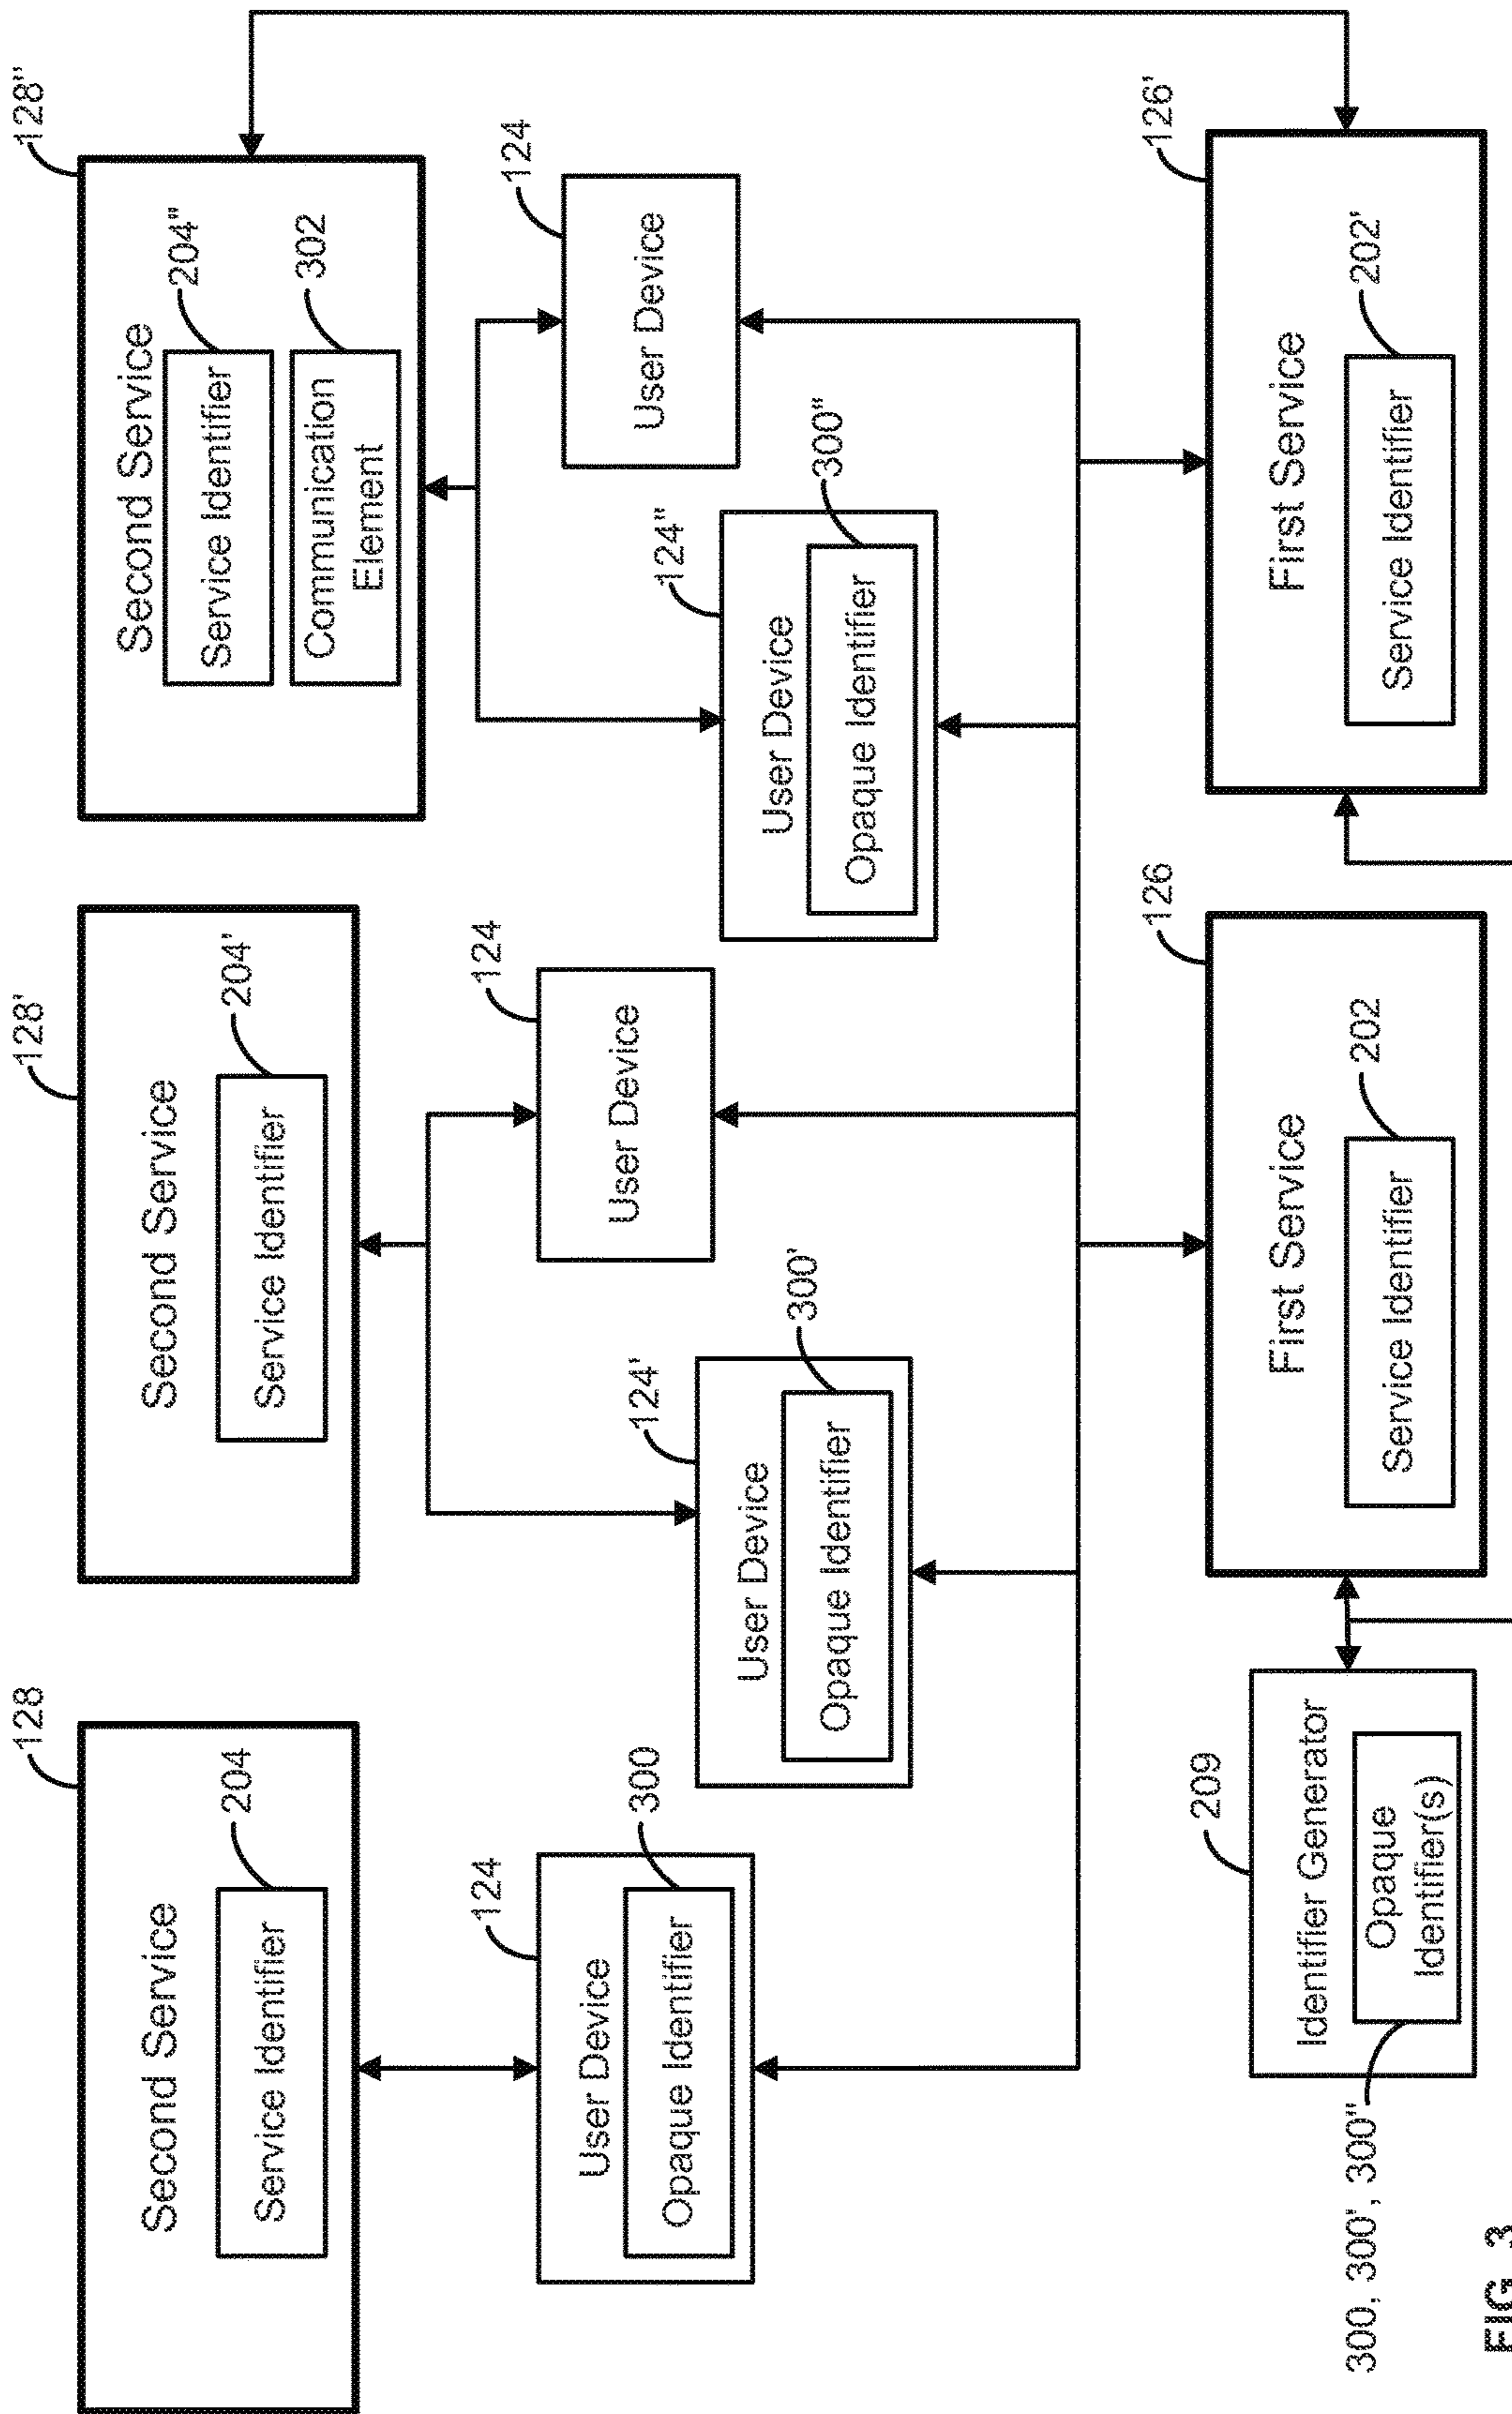 128
Second Service
204
Service Identifier
128'
Second Service
204'
Service Identifier
128"
Second Service
204"
Service Identifier
302
Communication
Element
124
User Device
300
Opaque Identifier
124'
User Device
300'
Opaque Identifier
124
User Device
124"
User Device
300"
Opaque Identifier
124
User Device
209
Identifier Generator
Opaque
Identifier(s)
300, 300', 300"
126
First Service
202
Service Identifier
126'
First Service
202'
Service Identifier
FIG. 3